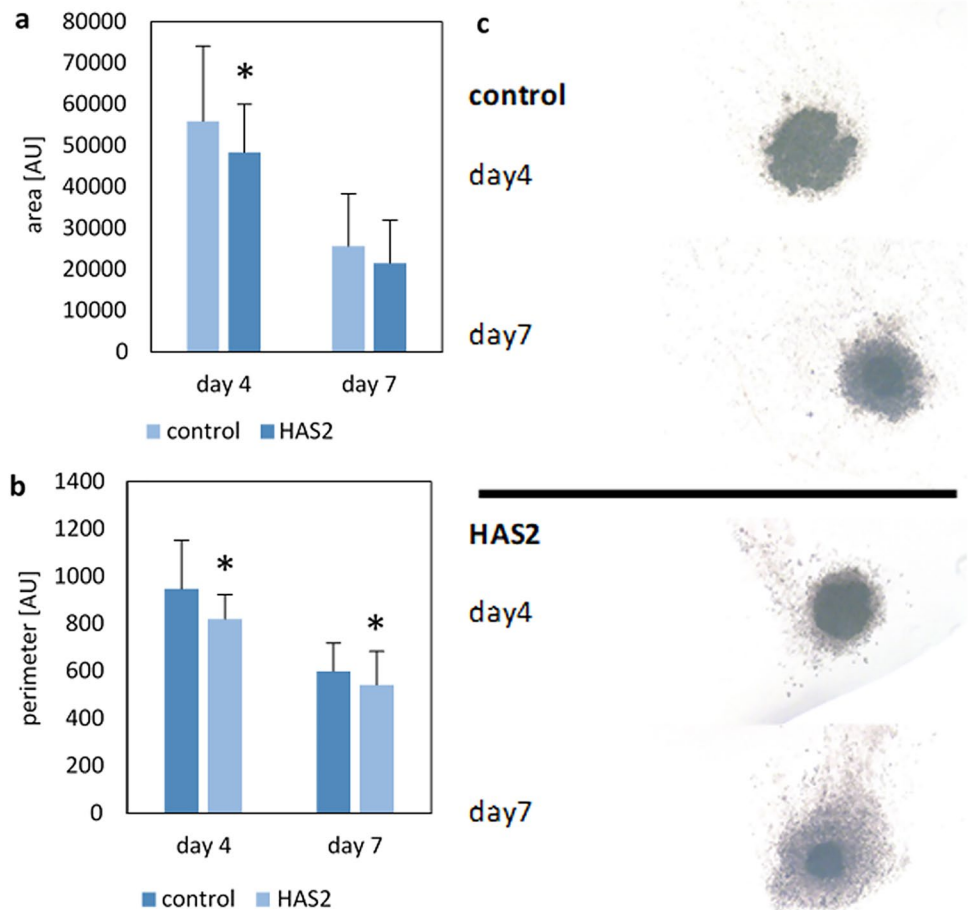 a
80000
70000
60000
50000
40000
30000
20000
10000
0
area [AU]
*
day 4 day 7
control HAS2
b
1400
1200
1000
800
600
400
200
0
perimeter [AU]
* *
day 4 day 7
control HAS2
c
control
day4
day7
HAS2
day4
day7